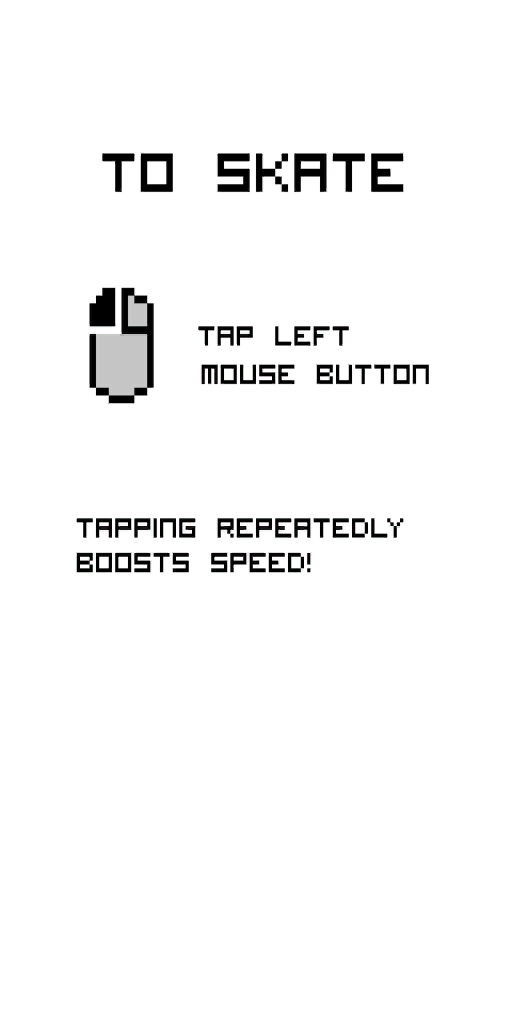 TO SKATE
TAP LEFT
MOUSE BUTTON
TAPPING REPEATEDLY
BOOSTS SPEED!